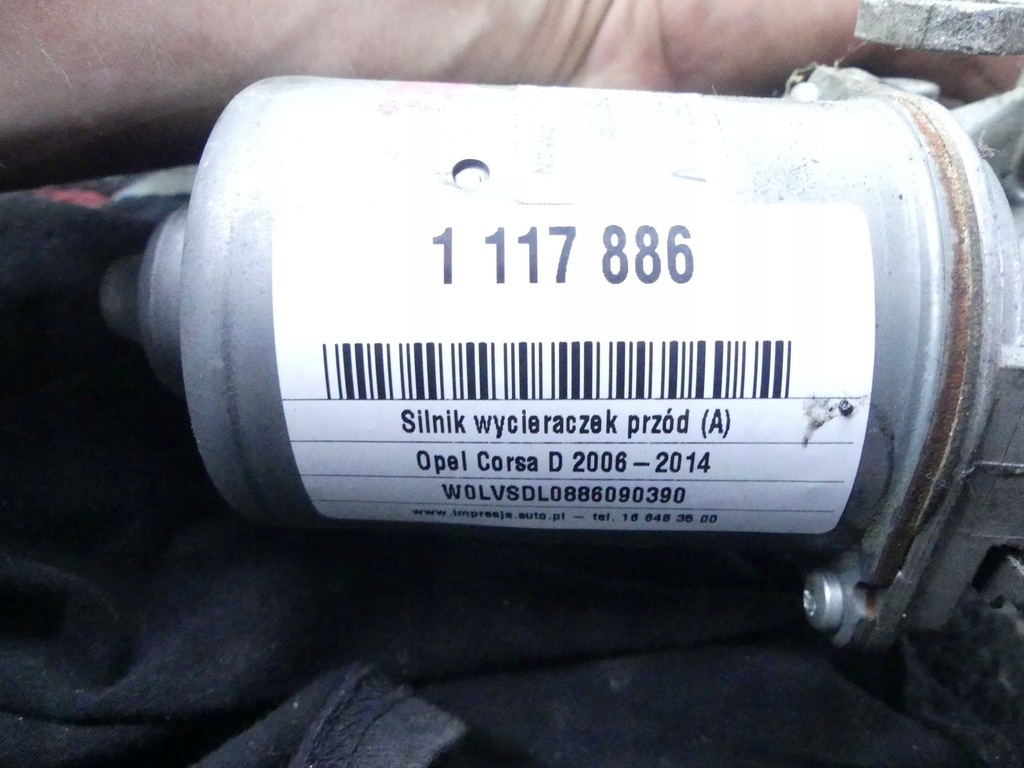 1 117 886
Silnik wycieraczek przód (A)
Opel Corsa D 2006 – 2014
W0LVSDL0886090390
www.impresja.auto.pl – tel. 16 648 36 00